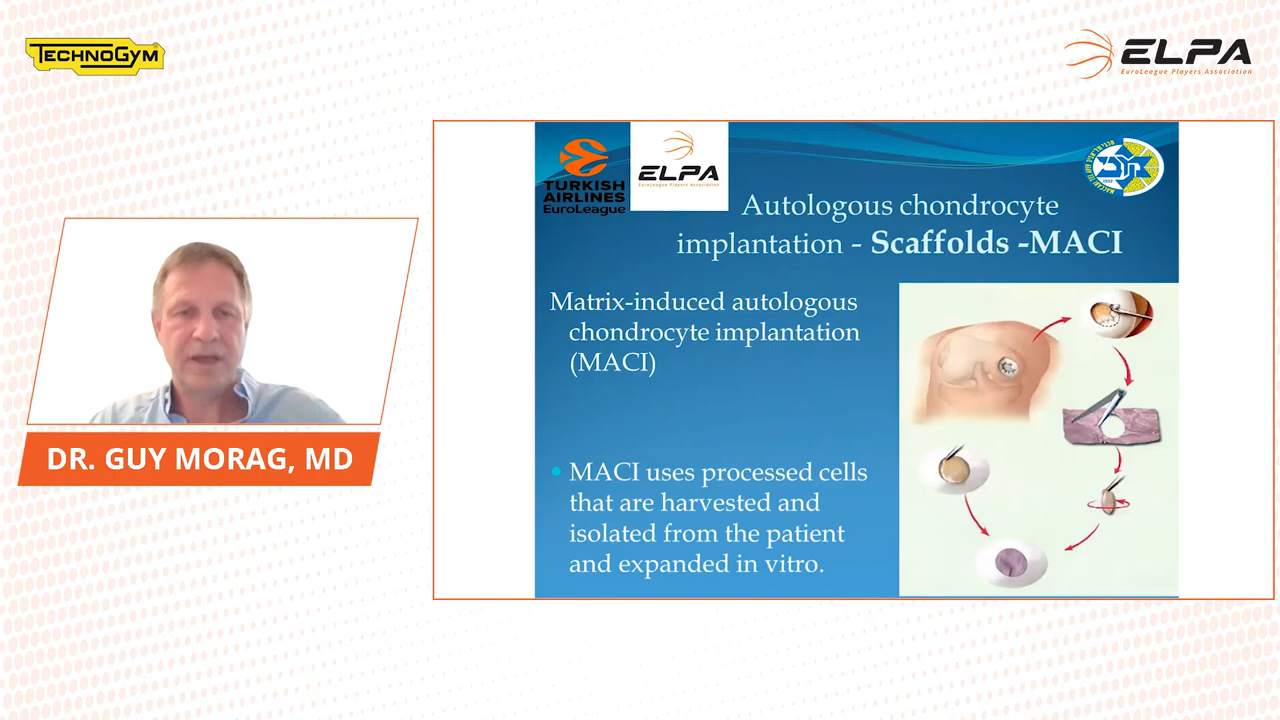 TECHNOGYM
ELPA
EuroLeague Players Association
TURKISH
AIRLINES
EuroLeague
ELPA
EuroLeague Players Association
Autologous chondrocyte
implantation - Scaffolds -MACI
Matrix-induced autologous
chondrocyte implantation
(MACI)
• MACI uses processed cells
that are harvested and
isolated from the patient
and expanded in vitro.
DR. GUY MORAG, MD